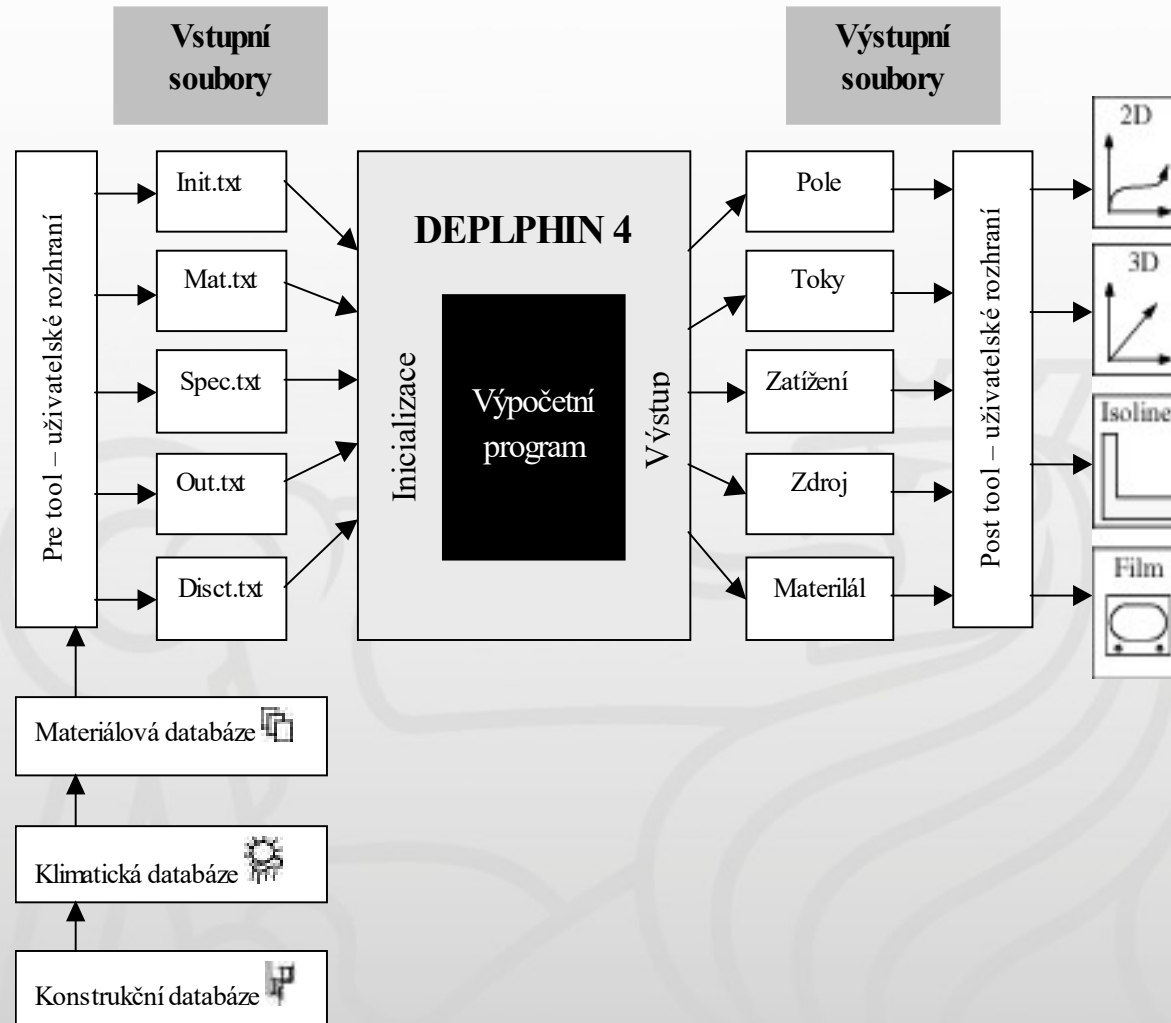 Vstupní
soubory
Výstupní
soubory
Pre tool – uživatelské rozhraní
Init.txt
Mat.txt
Spec.txt
Out.txt
Disct.txt
DEPLPHIN 4
Inicializace
Výpočetní
program
Výstup
Pole
Toky
Zatížení
Zdroj
Materilál
Post tool – uživatelské rozhraní
2D
3D
Isoline
Film
Materiálová databáze
Klimatická databáze
Konstrukční databáze